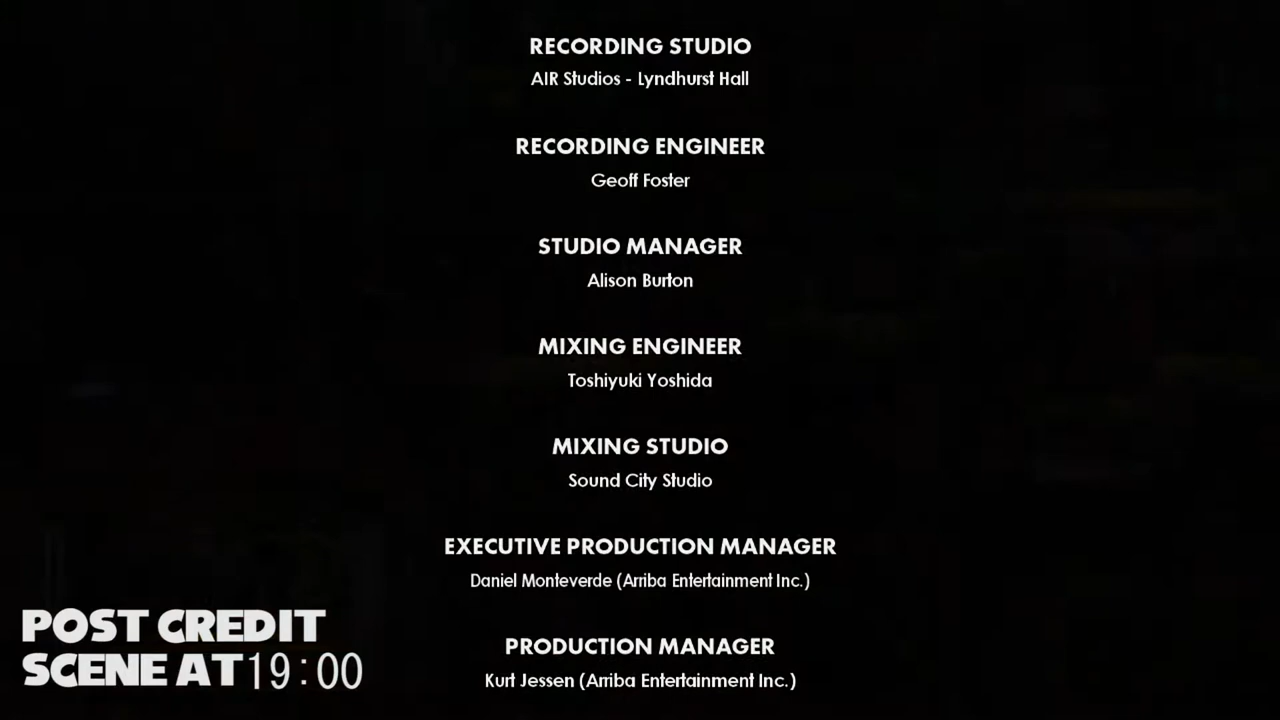 RECORDING STUDIO
AIR Studios - Lyndhurst Hall
RECORDING ENGINEER
Geoff Foster
STUDIO MANAGER
Alison Burton
MIXING ENGINEER
Toshiyuki Yoshida
MIXING STUDIO
Sound City Studio
EXECUTIVE PRODUCTION MANAGER
Daniel Monteverde (Arriba Entertainment Inc.)
PRODUCTION MANAGER
Kurt Jessen (Arriba Entertainment Inc.)
POST CREDIT
SCENE AT 19:00